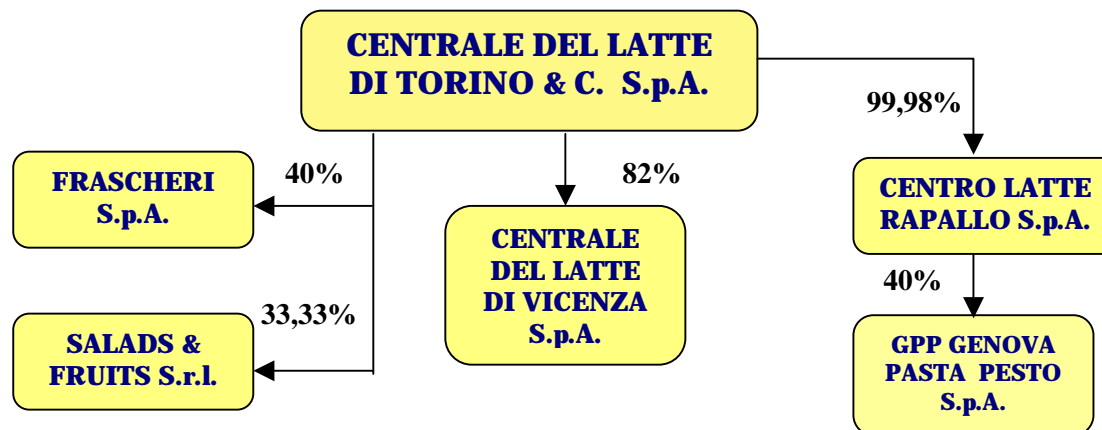 CENTRALE DEL LATTE
DI TORINO & C. S.p.A.
99,98%
FRASCHERI
S.p.A.
40%
82%
CENTRO LATTE
RAPALLO S.p.A.
CENTRALE
DEL LATTE
DI VICENZA
S.p.A.
40%
33,33%
SALADS &
FRUITS S.r.l.
GPP GENOVA
PASTA PESTO
S.p.A.